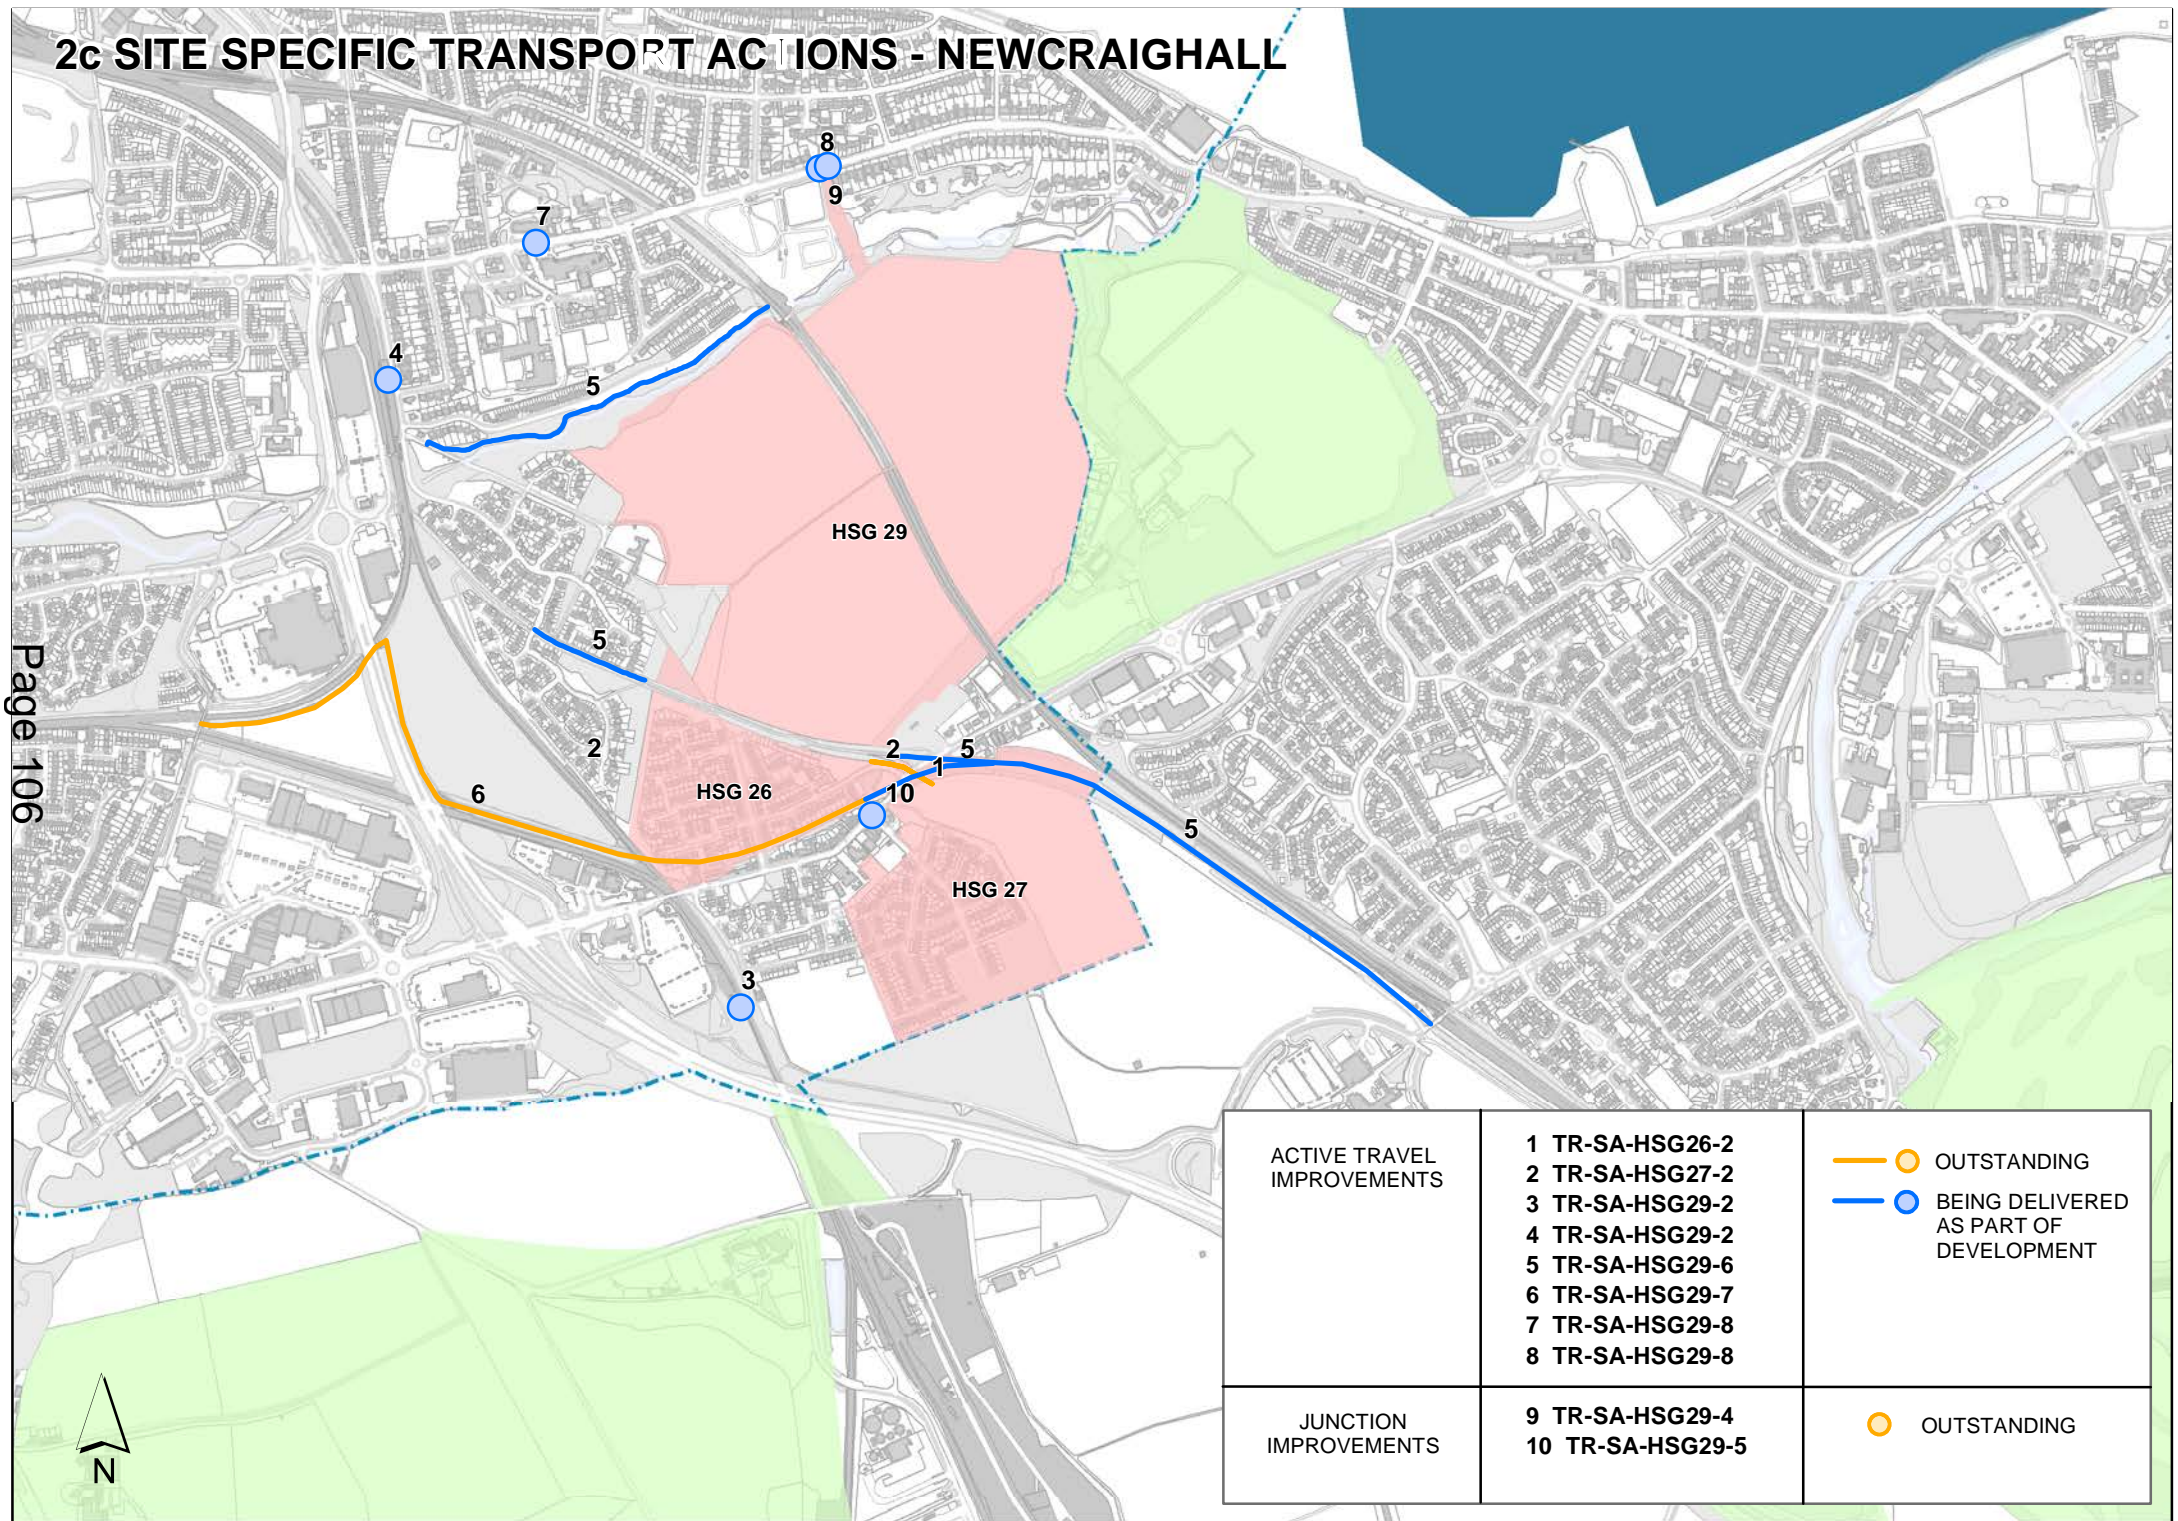 2c SITE SPECIFIC TRANSPORT ACTIONS - NEWCRAIGHALL
8
9
7
4
5
HSG 29
5
2
2
5
1
6
HSG 26
10
5
HSG 27
3
Page 106
N
ACTIVE TRAVEL
IMPROVEMENTS
1 TR-SA-HSG26-2
2 TR-SA-HSG27-2
3 TR-SA-HSG29-2
4 TR-SA-HSG29-2
5 TR-SA-HSG29-6
6 TR-SA-HSG29-7
7 TR-SA-HSG29-8
8 TR-SA-HSG29-8
OUTSTANDING
BEING DELIVERED
AS PART OF
DEVELOPMENT
JUNCTION
IMPROVEMENTS
9 TR-SA-HSG29-4
10 TR-SA-HSG29-5
OUTSTANDING